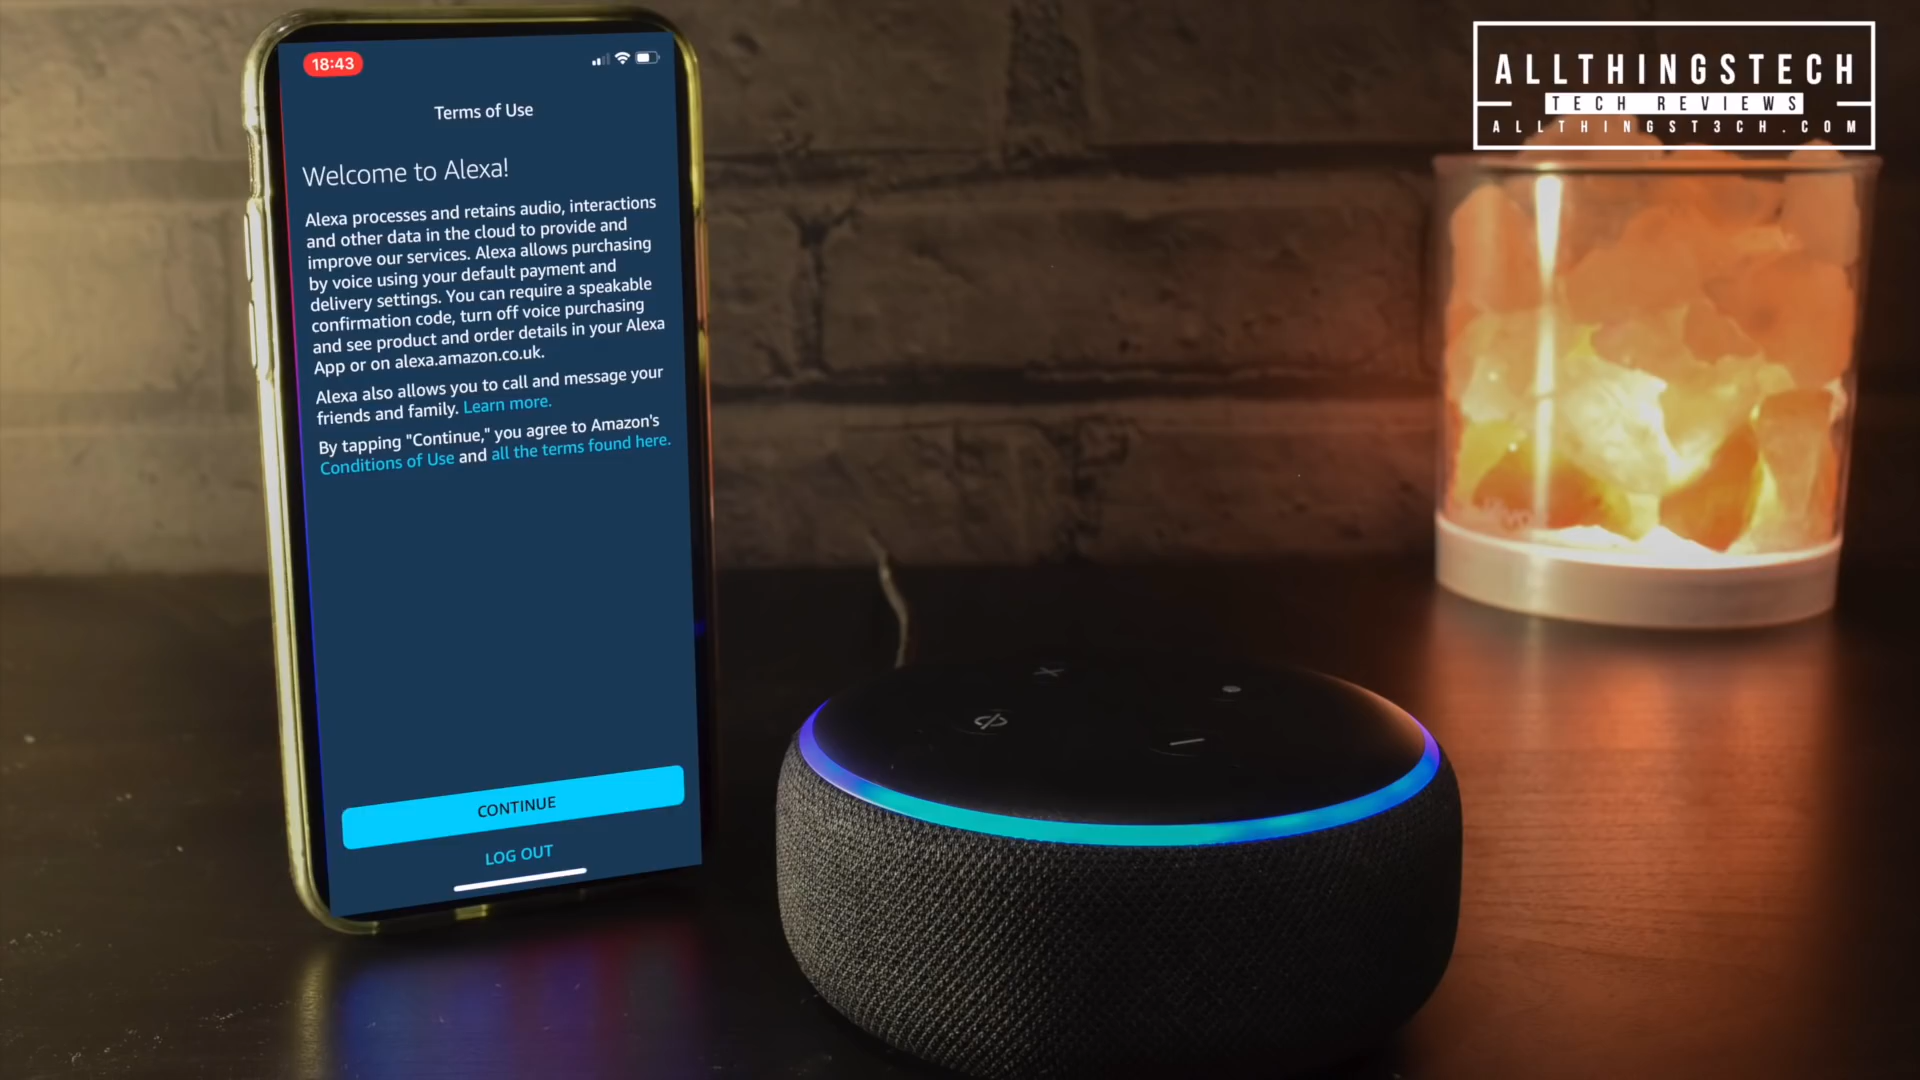 18:43
Terms of Use
Welcome to Alexa!
Alexa processes and retains audio, interactions
and other data in the cloud to provide and
improve our services. Alexa allows purchasing
by voice using your default payment and
delivery settings. You can require a speakable
confirmation code, turn off voice purchasing
and see product and order details in your Alexa
App or on alexa.amazon.co.uk.
Alexa also allows you to call and message your
friends and family. Learn more.
By tapping "Continue," you agree to Amazon's
Conditions of Use and all the terms found here.
CONTINUE
LOG OUT
ALLTHINGSTECH
TECH REVIEWS
ALLTHINGST3CH.COM